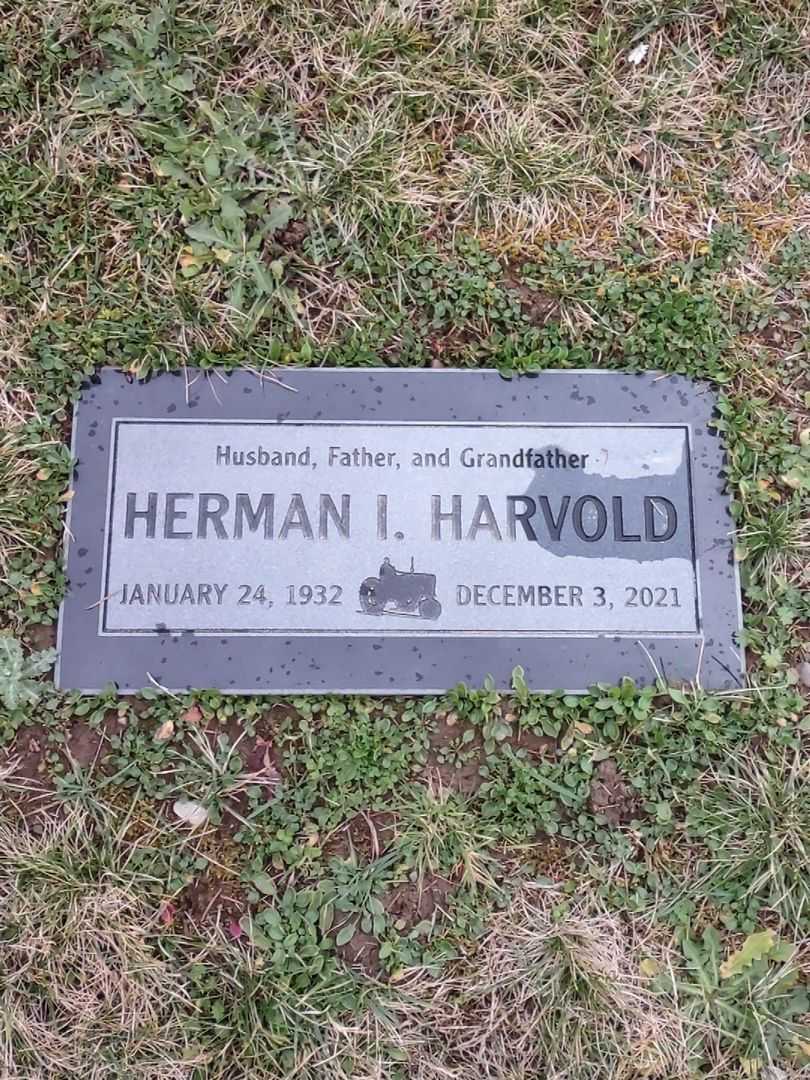 Husband, Father, and Grandfather
HERMAN I. HARVOLD
JANUARY 24, 1932 DECEMBER 3, 2021